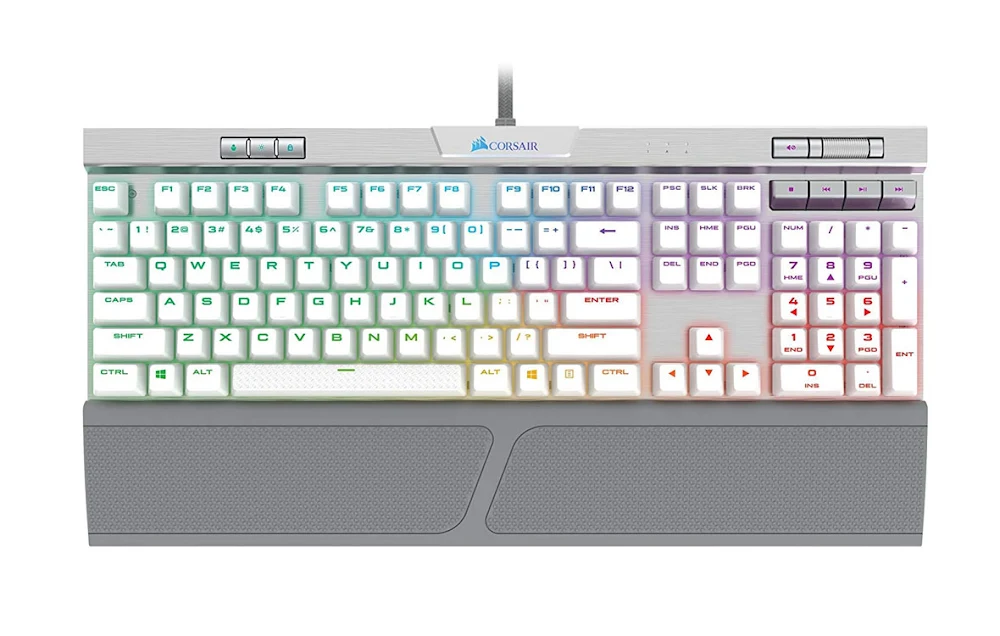 CORSAIR
ESC F1 F2 F3 F4 F5 F6 F7 F8 F9 F10 F11 F12 PSC SLK BRK
` ~ 1! 2@ 3# 4$ 5% 6^ 7& 8* 9( 0) - = + INS HME PGU NUM / * -
TAB Q W E R T Y U I O P [{ ]} \| DEL END PGD 7 HME 8 9 PGU +
CAPS A S D F G H J K L ENTER 4 5 6
SHIFT Z X C V B N M , < . > /? SHIFT 1 END 2 3 PGD ENT
CTRL ALT ALT CTRL 0 INS . DEL